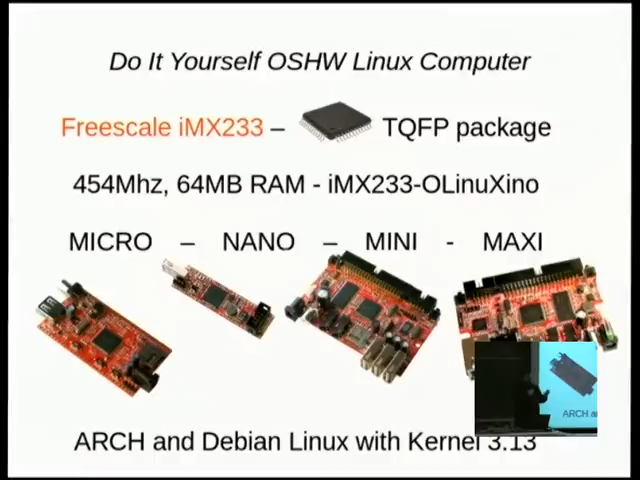 Do It Yourself OSHW Linux Computer
Freescale iMX233 – TQFP package
454Mhz, 64MB RAM - iMX233-OLinuXino
MICRO – NANO – MINI - MAXI
ARCH a
ARCH and Debian Linux with Kernel 3.13